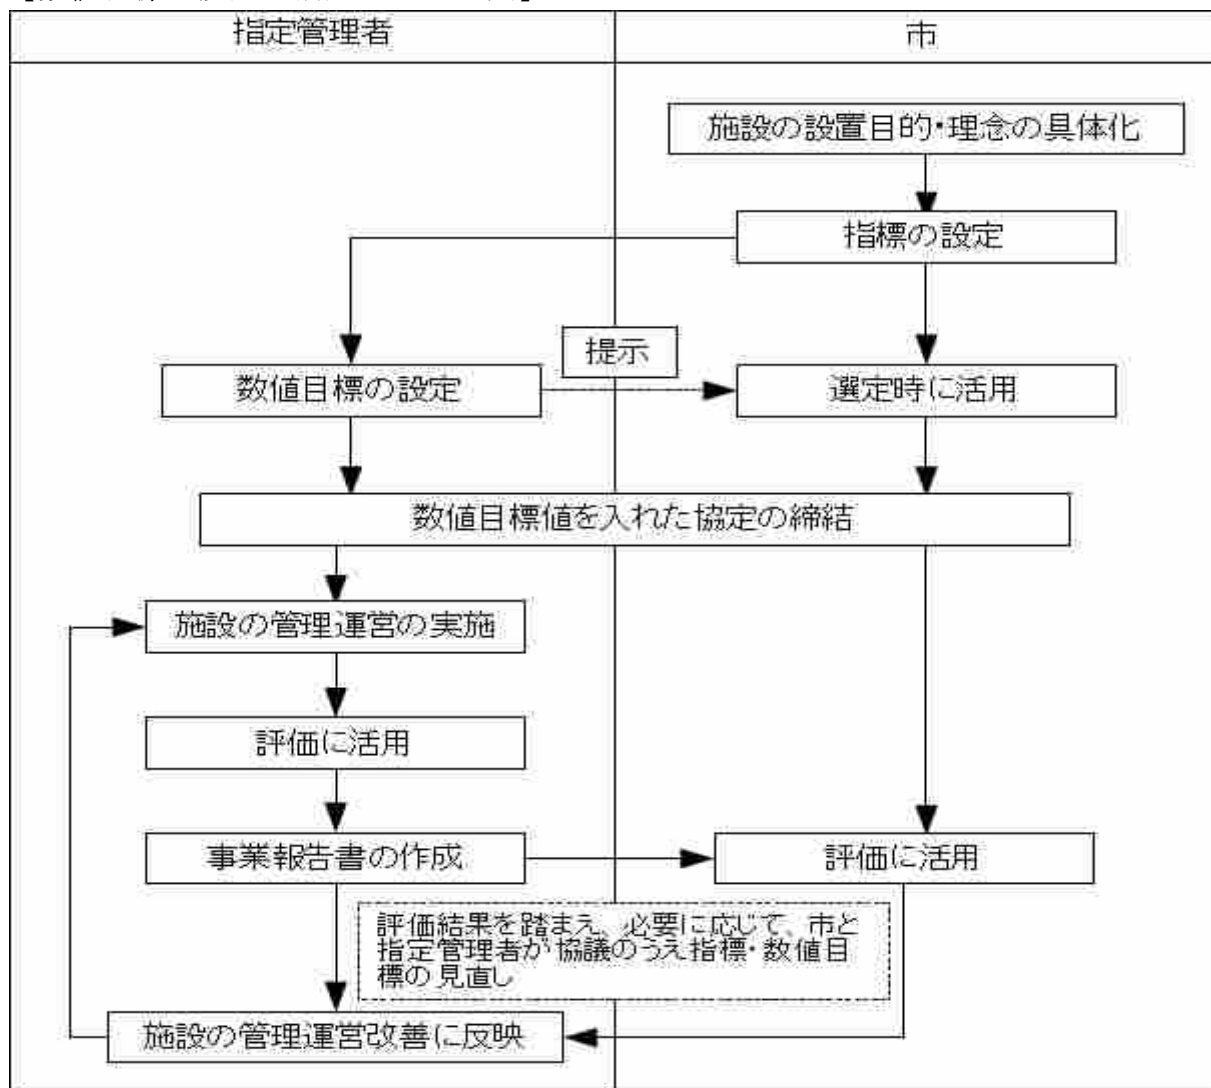 指定管理者
市
施設の設置目的・理念の具体化
指標の設定
提示
数値目標の設定
選定時に活用
数値目標値を入れた協定の締結
施設の管理運営の実施
評価に活用
事業報告書の作成
評価に活用
評価結果を踏まえ、必要に応じて、市と
指定管理者が協議のうえ指標・数値目
標の見直し
施設の管理運営改善に反映